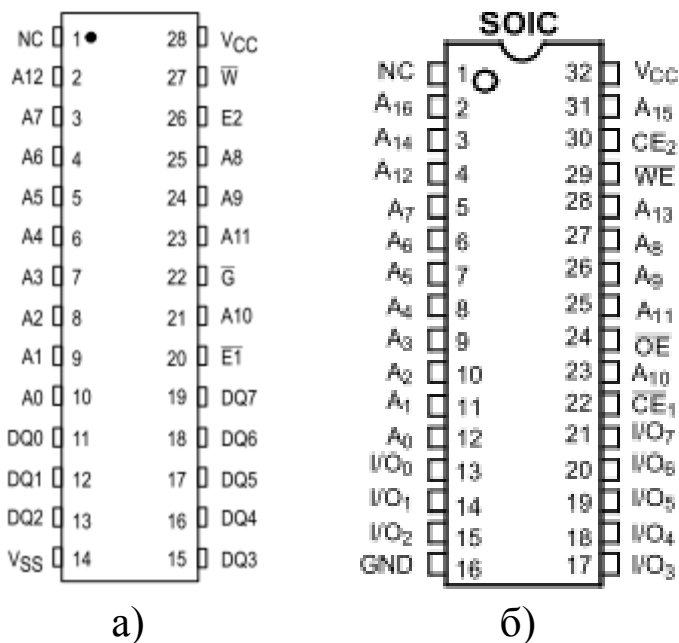 NC 1 28 VCC
A12 2 27 W̅
A7 3 26 E2
A6 4 25 A8
A5 5 24 A9
A4 6 23 A11
A3 7 22 G̅
A2 8 21 A10
A1 9 20 E̅1̅
A0 10 19 DQ7
DQ0 11 18 DQ6
DQ1 12 17 DQ5
DQ2 13 16 DQ4
VSS 14 15 DQ3
а)
SOIC
NC 1 32 VCC
A16 2 31 A15
A14 3 30 CE2
A12 4 29 W̅E̅
A7 5 28 A13
A6 6 27 A8
A5 7 26 A9
A4 8 25 A11
A3 9 24 O̅E̅
A2 10 23 A10
A1 11 22 C̅E̅1
A0 12 21 I/O7
I/O0 13 20 I/O6
I/O1 14 19 I/O5
I/O2 15 18 I/O4
GND 16 17 I/O3
б)